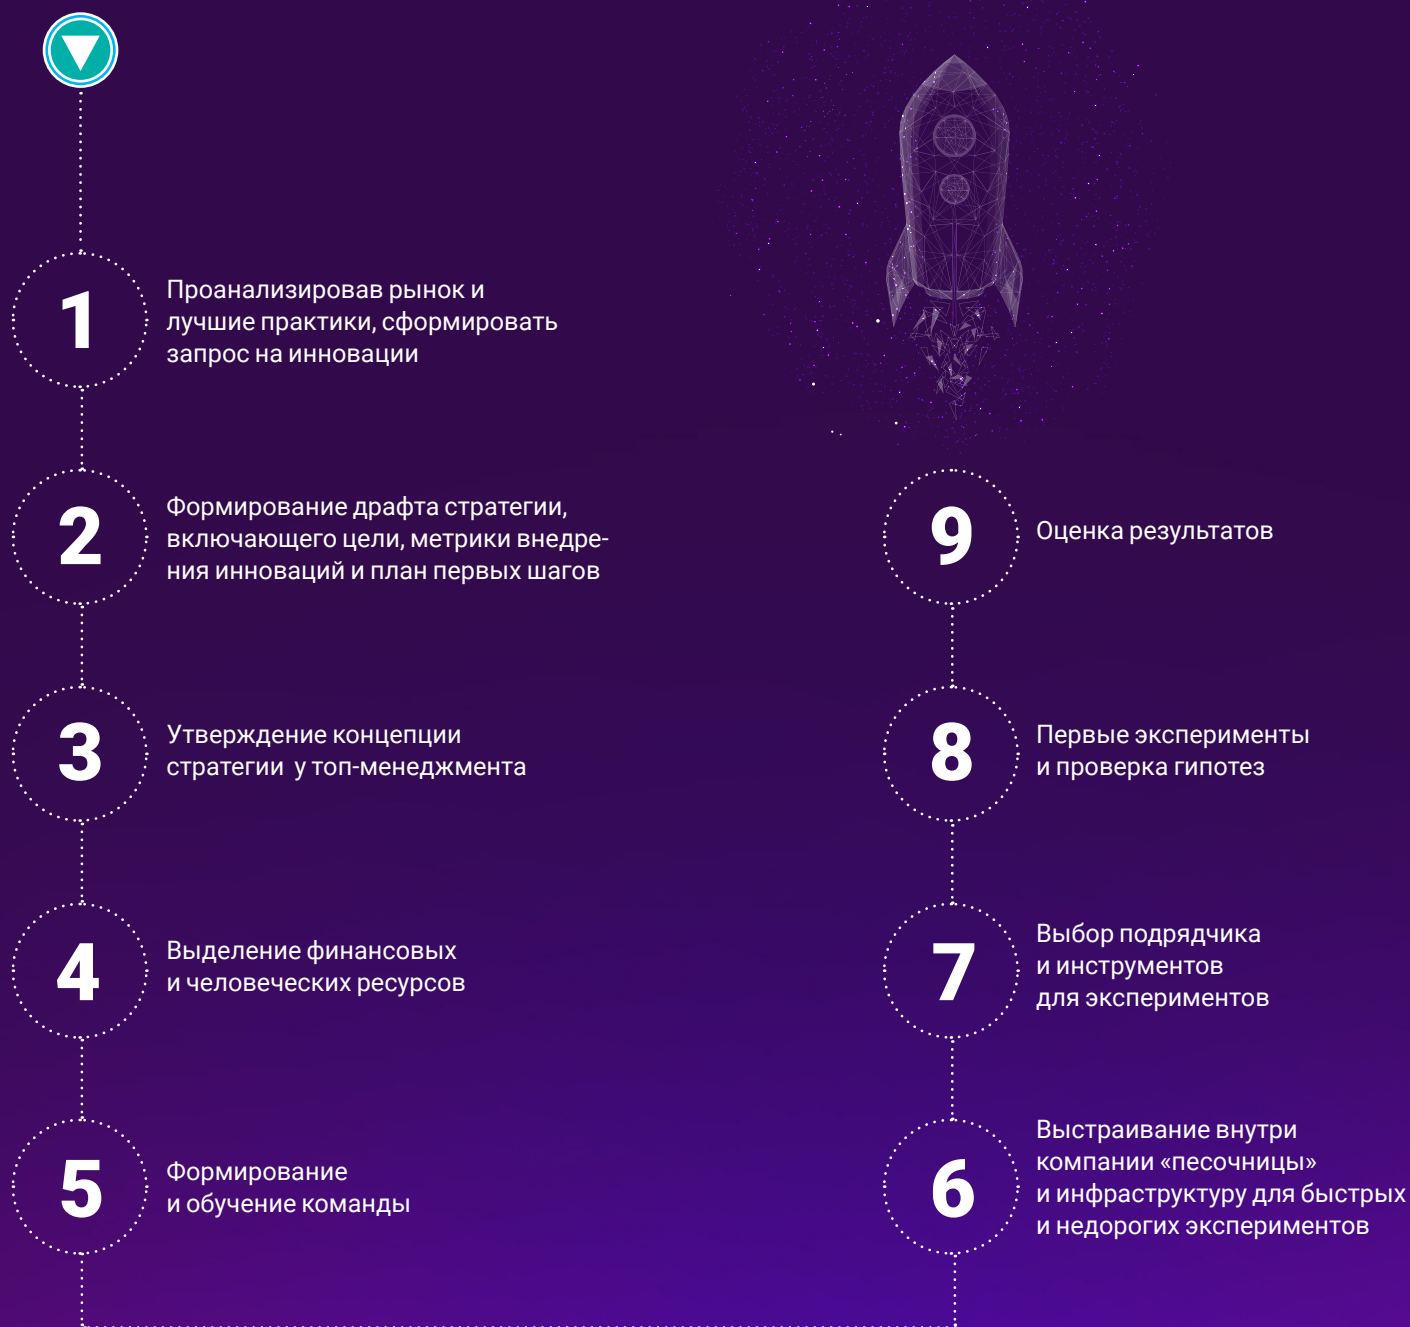 1
Проанализировав рынок и
лучшие практики, сформировать
запрос на инновации
2
Формирование драфта стратегии,
включающего цели, метрики внедре-
ния инноваций и план первых шагов
3
Утверждение концепции
стратегии  у топ-менеджмента
4
Выделение финансовых
и человеческих ресурсов
5
Формирование
и обучение команды
6
Выстраивание внутри
компании «песочницы»
и инфраструктуру для быстрых
и недорогих экспериментов
7
Выбор подрядчика
и инструментов
для экспериментов
8
Первые эксперименты
и проверка гипотез
9
Оценка результатов